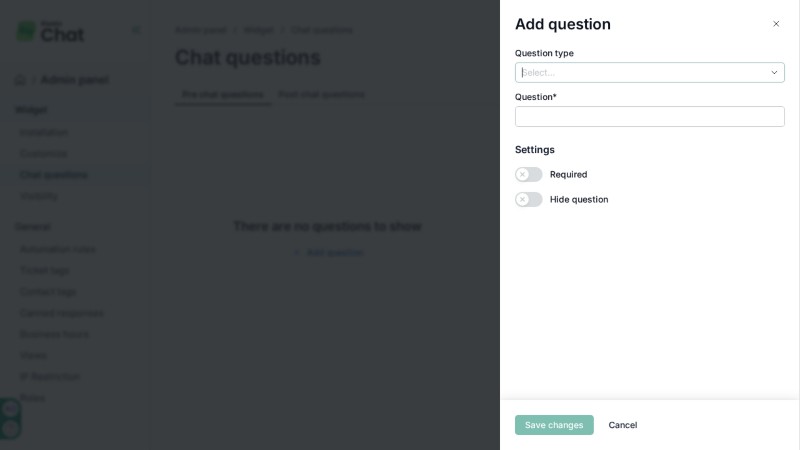 Add question
Question type
Select...
Question*
Settings
Required
Hide question
Save changes
Cancel
Chat
Admin panel / Widget / Chat questions
Chat questions
Pre chat questions
Post chat questions
Admin panel
Widget
Installation
Customize
Chat questions
Visibility
General
Automation rules
Ticket tags
Contact tags
Canned responses
Business hours
Views
IP Restriction
Roles
There are no questions to show
+ Add question